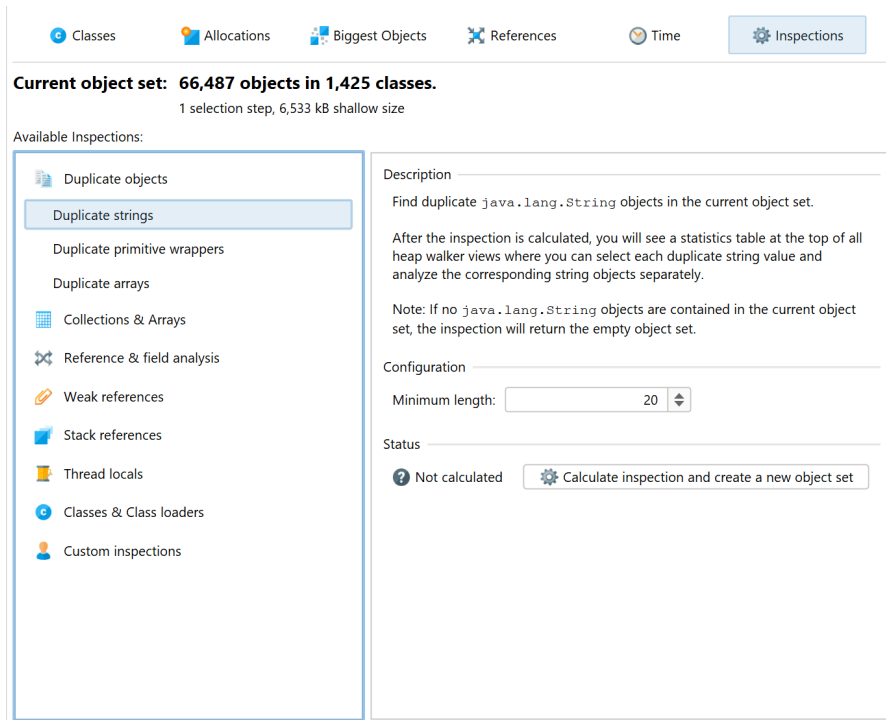 Classes Allocations Biggest Objects References Time Inspections
Current object set: 66,487 objects in 1,425 classes.
1 selection step, 6,533 kB shallow size
Available Inspections:
Duplicate objects
Duplicate strings
Duplicate primitive wrappers
Duplicate arrays
Collections & Arrays
Reference & field analysis
Weak references
Stack references
Thread locals
Classes & Class loaders
Custom inspections
Description
Find duplicate java.lang.String objects in the current object set.
After the inspection is calculated, you will see a statistics table at the top of all
heap walker views where you can select each duplicate string value and
analyze the corresponding string objects separately.
Note: If no java.lang.String objects are contained in the current object
set, the inspection will return the empty object set.
Configuration
Minimum length: 20
Status
Not calculated Calculate inspection and create a new object set